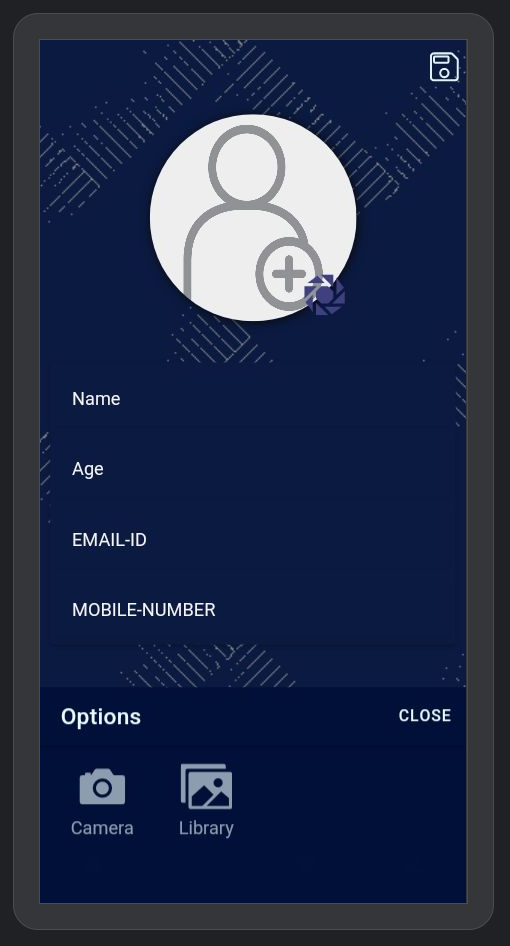 Name
Age
EMAIL-ID
MOBILE-NUMBER
Options
CLOSE
Camera
Library